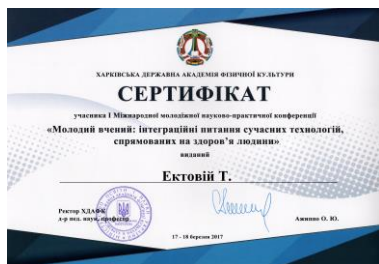 ХАРКІВСЬКА ДЕРЖАВНА АКАДЕМІЯ ФІЗИЧНОЇ КУЛЬТУРИ
СЕРТИФІКАТ
учасника І Міжнародної молодіжної науково-практичної конференції
«Молодий вчений: інтеграційні питання сучасних технологій,
спрямованих на здоров'я людини»
виданий
Ектовій Т.
Ректор ХДАФК
д-р пед. наук, професор
Ажиппо О. Ю.
17 - 18 березня 2017